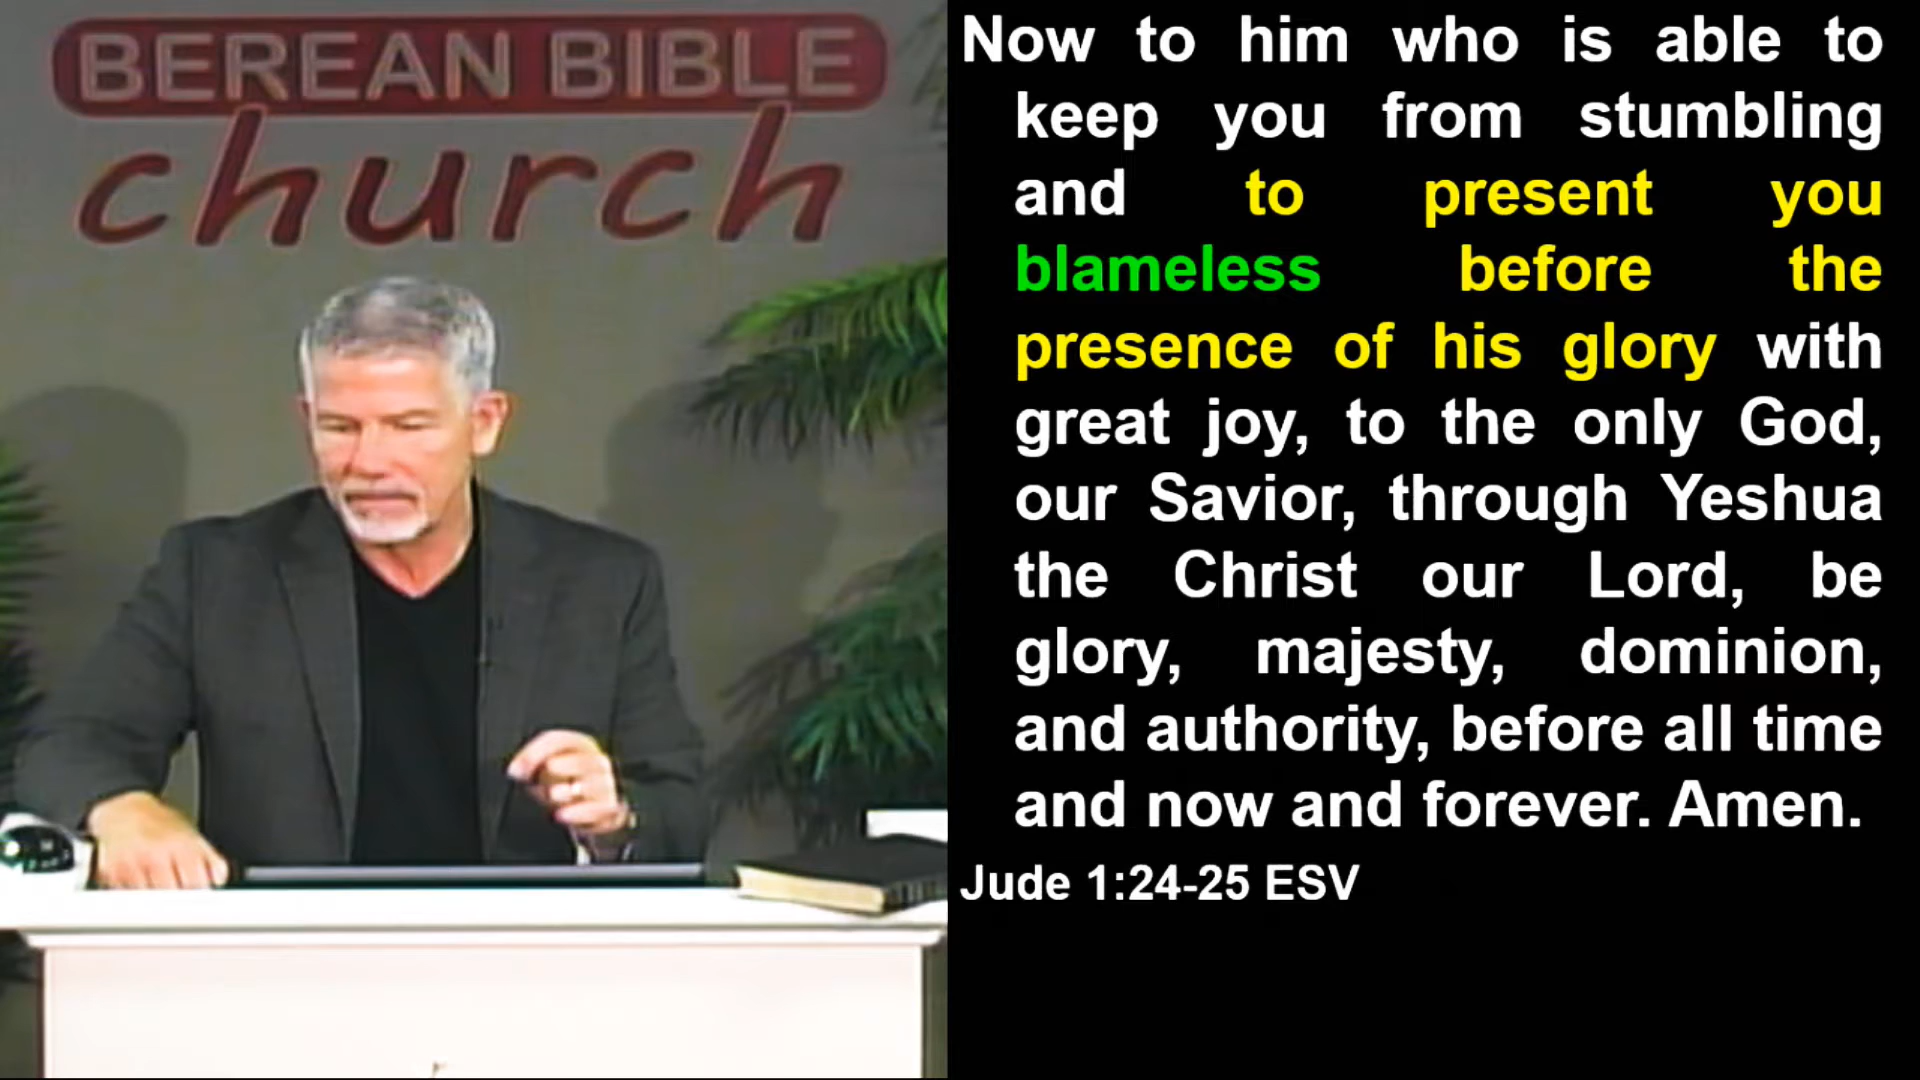 BEREAN BIBLE
church
Now to him who is able to
keep you from stumbling
and to present you
blameless before the
presence of his glory with
great joy, to the only God,
our Savior, through Yeshua
the Christ our Lord, be
glory, majesty, dominion,
and authority, before all time
and now and forever. Amen.
Jude 1:24-25 ESV